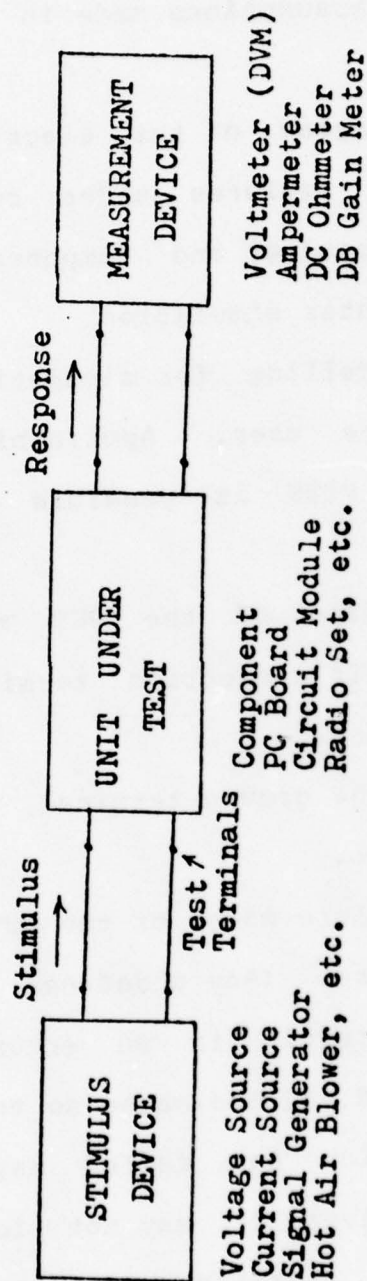 Stimulus
Response
STIMULUS
DEVICE
UNIT UNDER
TEST
MEASUREMENT
DEVICE
Test
Terminals
Voltage Source
Current Source
Signal Generator
Hot Air Blower, etc.
Component
PC Board
Circuit Module
Radio Set, etc.
Voltmeter (DVM)
Ampermeter
DC Ohmmeter
DB Gain Meter